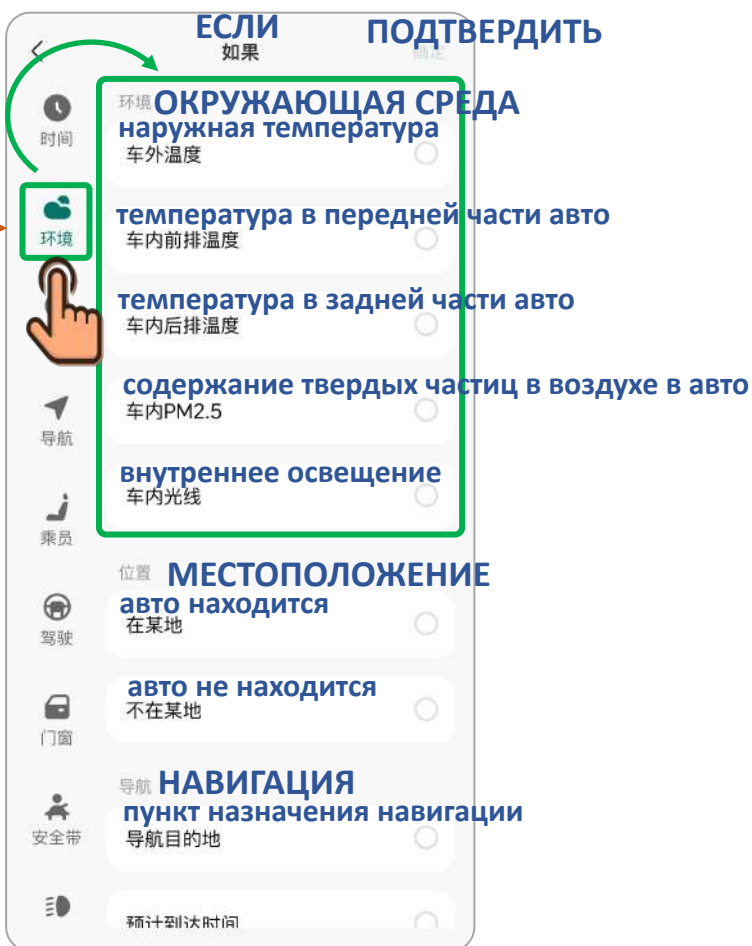 ЕСЛИ
如果
ПОДТВЕРДИТЬ
确定
时间
环境
导航
乘员
驾驶
门窗
安全带
环境
ОКРУЖАЮЩАЯ СРЕДА
наружная температура
车外温度
температура в передней части авто
车内前排温度
температура в задней части авто
车内后排温度
содержание твердых частиц в воздухе в авто
车内PM2.5
внутреннее освещение
车内光线
位置
МЕСТОПОЛОЖЕНИЕ
авто находится
在某地
авто не находится
不在某地
导航
НАВИГАЦИЯ
пункт назначения навигации
导航目的地
预计到达时间